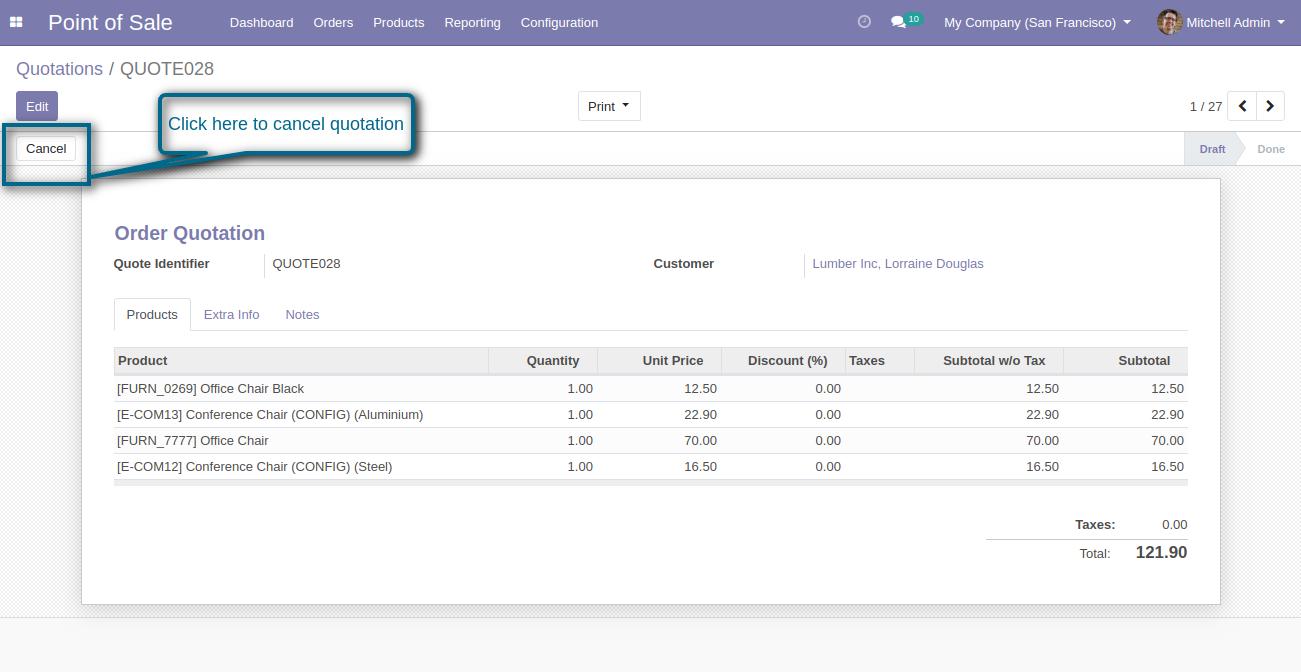 Point of Sale Dashboard Orders Products Reporting Configuration 10 My Company (San Francisco) Mitchell Admin
Quotations / QUOTE028
Edit Print 1 / 27
Click here to cancel quotation
Cancel Draft Done
Order Quotation
Quote Identifier QUOTE028 Customer Lumber Inc, Lorraine Douglas
Products Extra Info Notes
Product Quantity Unit Price Discount (%) Taxes Subtotal w/o Tax Subtotal
[FURN_0269] Office Chair Black 1.00 12.50 0.00 12.50 12.50
[E-COM13] Conference Chair (CONFIG) (Aluminium) 1.00 22.90 0.00 22.90 22.90
[FURN_7777] Office Chair 1.00 70.00 0.00 70.00 70.00
[E-COM12] Conference Chair (CONFIG) (Steel) 1.00 16.50 0.00 16.50 16.50
Taxes: 0.00
Total: 121.90